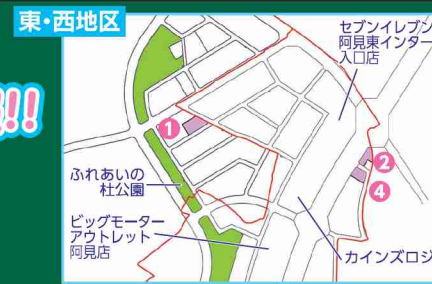 東・西地区
!!
セブンイレブン
阿見東インター
入口店
1
2
4
ふれあいの
杜公園
ビッグモーター
アウトレット
阿見店
カインズロジ